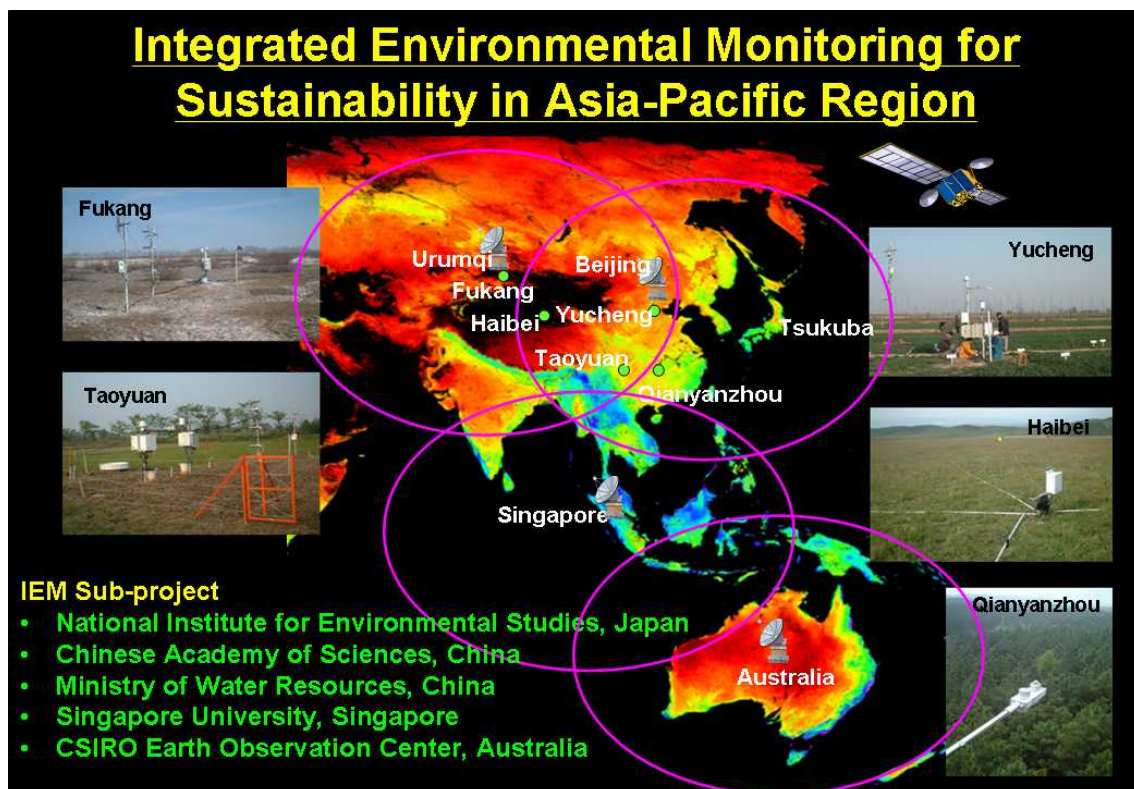 Integrated Environmental Monitoring for
Sustainability in Asia-Pacific Region
Fukang
Taoyuan
Urumqi
Fukang
Haibei
Beijing
Yucheng
Taoyuan
Qianyanzhou
Tsukuba
Singapore
Australia
Yucheng
Haibei
Qianyanzhou
IEM Sub-project
• National Institute for Environmental Studies, Japan
• Chinese Academy of Sciences, China
• Ministry of Water Resources, China
• Singapore University, Singapore
• CSIRO Earth Observation Center, Australia